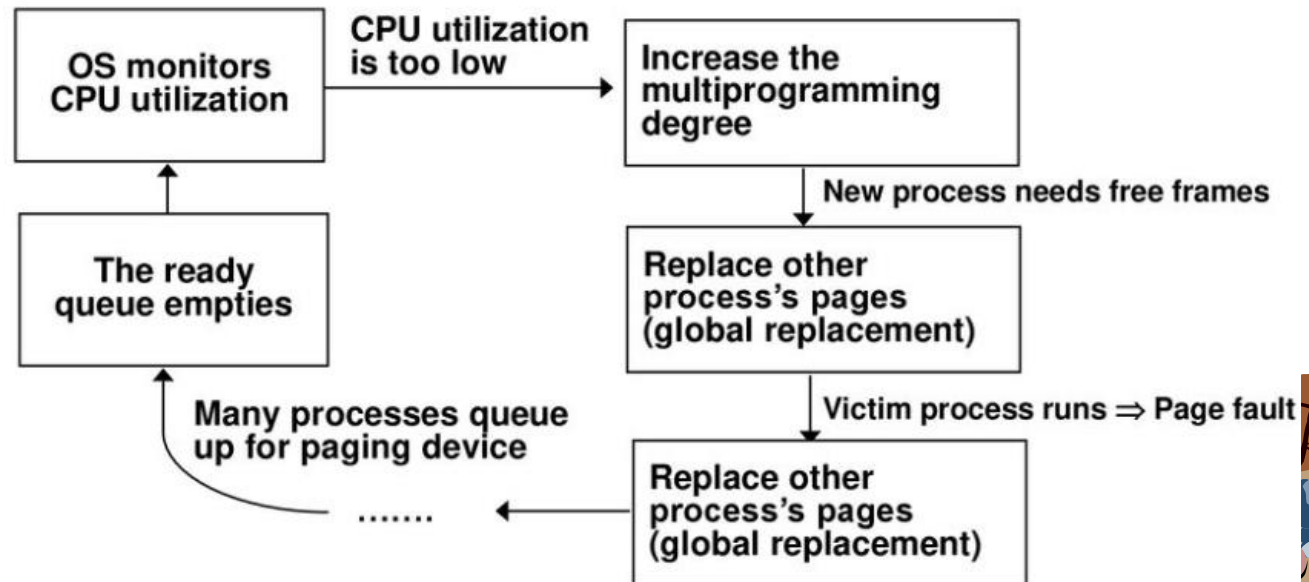 OS monitors
CPU utilization
CPU utilization
is too low
Increase the
multiprogramming
degree
New process needs free frames
Replace other
process's pages
(global replacement)
Victim process runs ⇒ Page fault
Replace other
process's pages
(global replacement)
.......
Many processes queue
up for paging device
The ready
queue empties